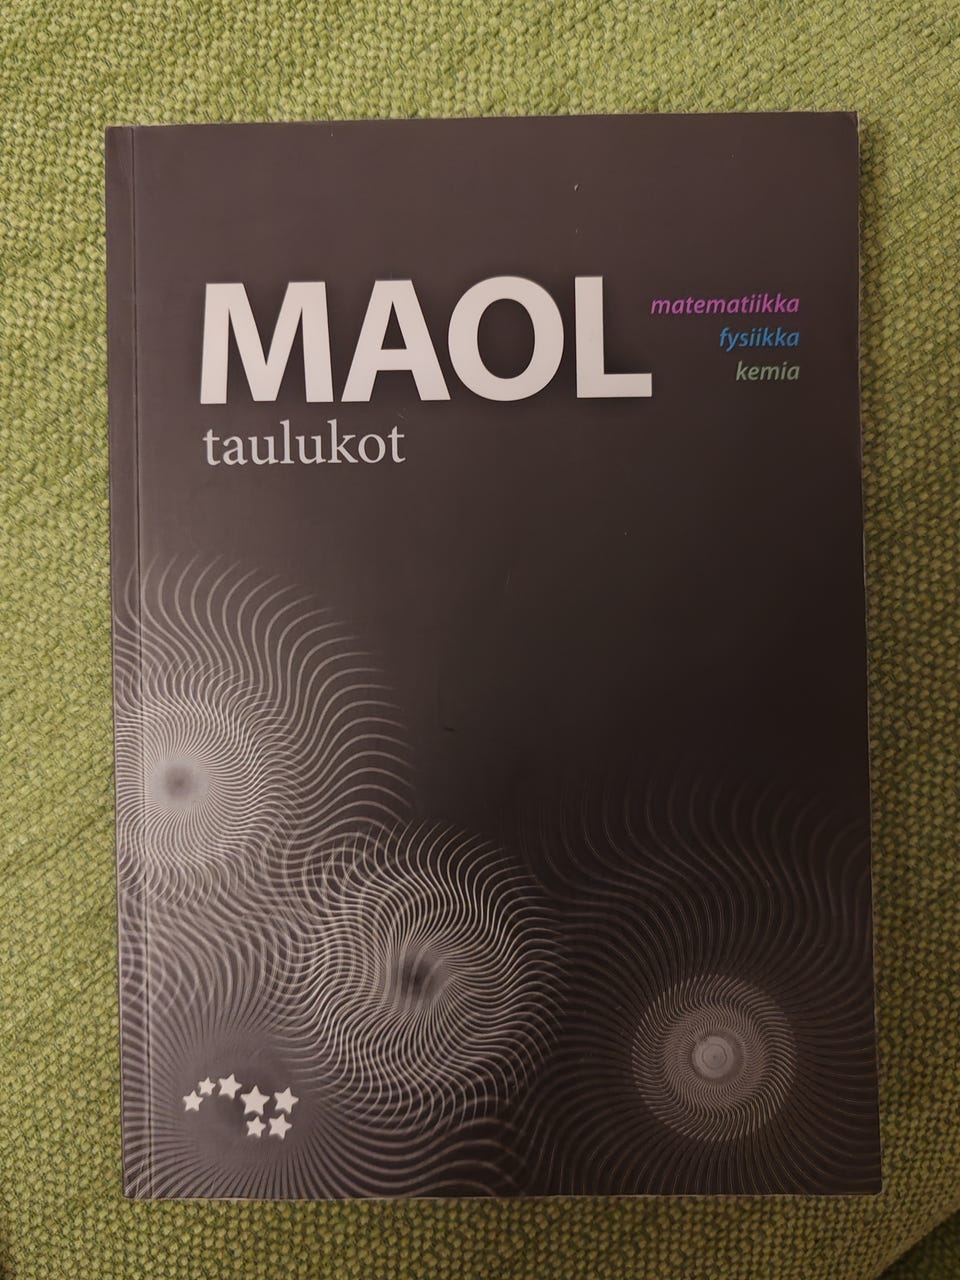 MAOL
taulukot
matematiikka
fysiikka
kemia